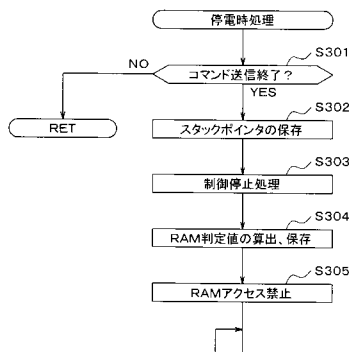 停電時処理
S301
コマンド送信終了？
NO
YES
RET
S302
スタックポインタの保存
S303
制御停止処理
S304
RAM判定値の算出、保存
S305
RAMアクセス禁止